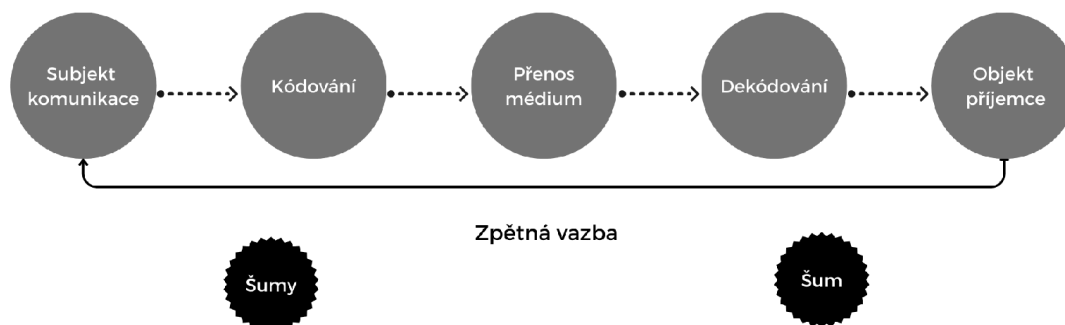 Subjekt
komunikace
Kódování
Přenos
médium
Dekódování
Objekt
příjemce
Zpětná vazba
Šumy
Šum